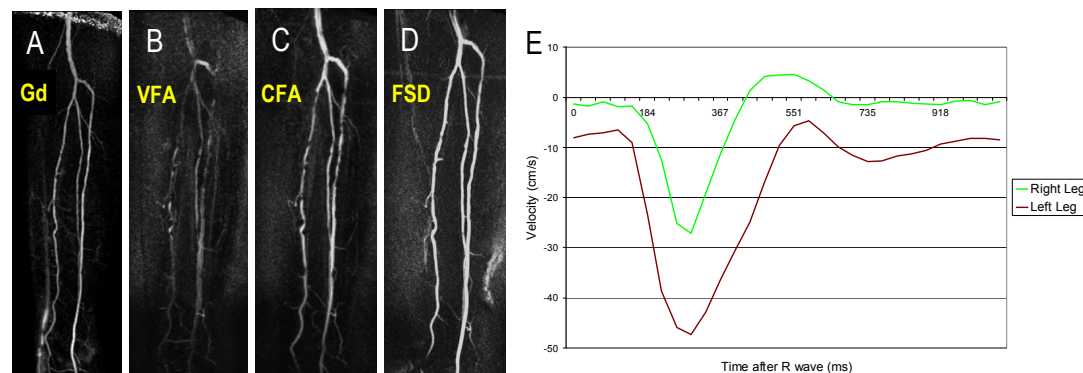 A
B
C
D
E
Gd
VFA
CFA
FSD
10
0
-10
-20
-30
-40
-50
0 184 367 551 735 918
Velocity (cm/s)
Time after R wave (ms)
Right Leg
Left Leg